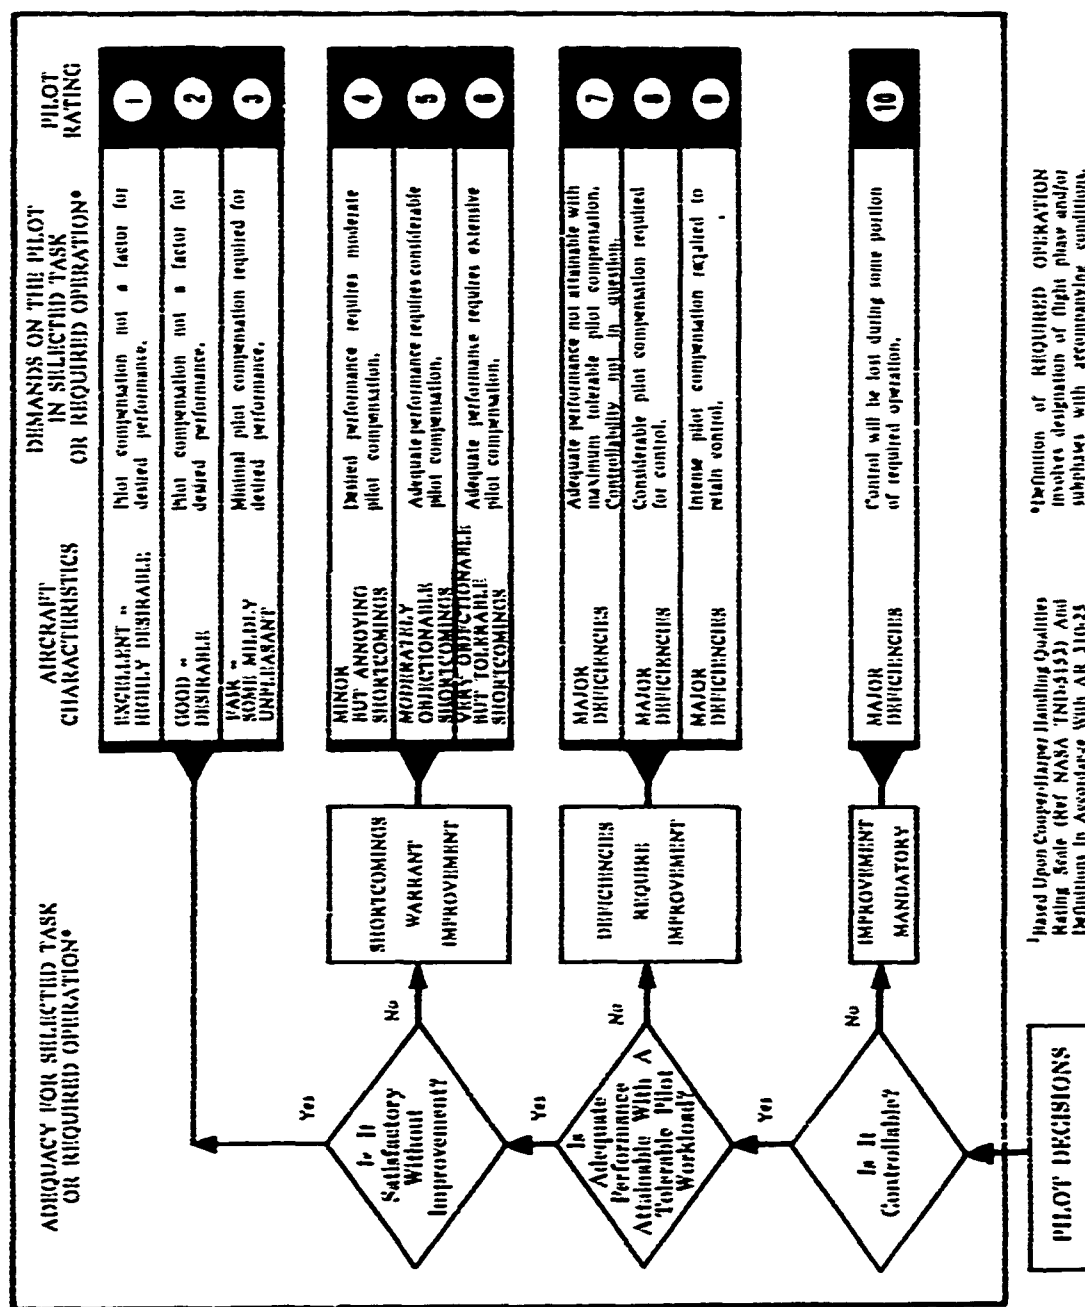 ADEQUACY FOR SELECTED TASK
OR REQUIRED OPERATION*
AIRCRAFT
CHARACTERISTICS
DEMANDS ON THE PILOT
IN SELECTED TASK
OR REQUIRED OPERATION*
PILOT
RATING
EXCELLENT --
HIGHLY DESIRABLE
Pilot compensation not a factor for
desired performance.
1
GOOD --
DESIRABLE
Pilot compensation not a factor for
desired performance.
2
FAIR --
SOME MILDLY
UNPLEASANT
Minimal pilot compensation required for
desired performance.
3
Yes
Is It
Satisfactory
Without
Improvement?
No
SHORTCOMINGS
WARRANT
IMPROVEMENT
MINOR
BUT ANNOYING
SHORTCOMINGS
Desired performance requires moderate
pilot compensation.
4
MODERATELY
OBJECTIONABLE
SHORTCOMINGS
Adequate performance requires considerable
pilot compensation.
5
VERY OBJECTIONABLE
BUT TOLERABLE
SHORTCOMINGS
Adequate performance requires extensive
pilot compensation.
6
Yes
Is
Adequate
Performance
Attainable With A
Tolerable Pilot
Workload?
No
DEFICIENCIES
REQUIRE
IMPROVEMENT
MAJOR
DEFICIENCIES
Adequate performance not attainable with
maximum tolerable pilot compensation.
Controllability not in question.
7
MAJOR
DEFICIENCIES
Considerable pilot compensation required
for control.
8
MAJOR
DEFICIENCIES
Intense pilot compensation required to
retain control.
9
Yes
Is It
Controllable?
No
IMPROVEMENT
MANDATORY
MAJOR
DEFICIENCIES
Control will be lost during some portion
of required operation.
10
PILOT DECISIONS
Based Upon Cooper-Harper Handling Qualities
Rating Scale (Ref NASA TND-5153) And
Definitions In Accordance With AR 310-25
*Definition of REQUIRED OPERATION
involves designation of flight phase and/or
subphases with accompanying conditions.